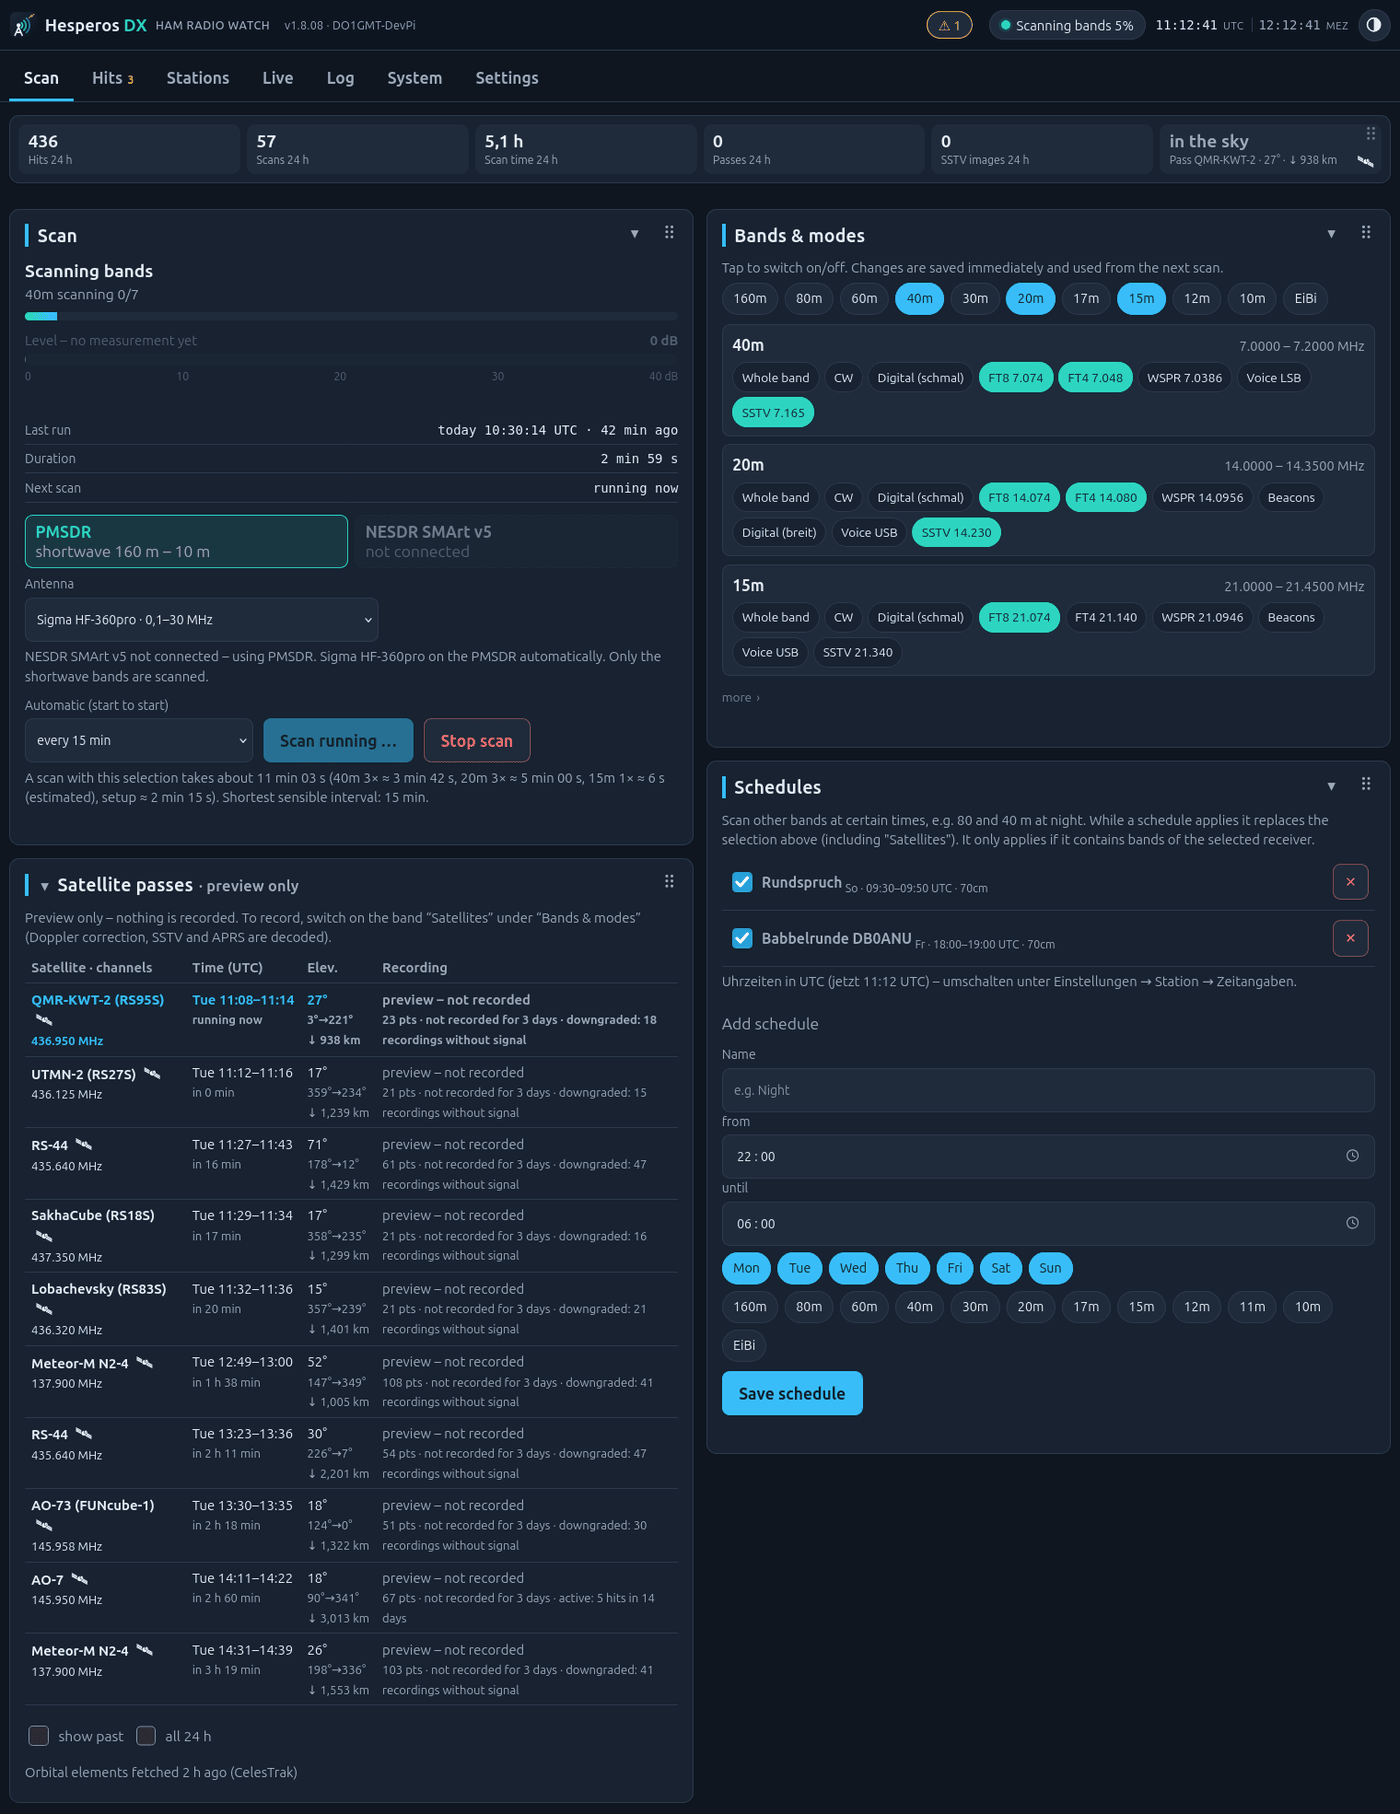 Hesperos DX HAM RADIO WATCH v1.8.08 · DO1GMT-DevPi
⚠ 1
Scanning bands 5%
11:12:41 UTC 12:12:41 MEZ
Scan Hits 3 Stations Live Log System Settings
436
Hits 24 h
57
Scans 24 h
5,1 h
Scan time 24 h
0
Passes 24 h
0
SSTV images 24 h
in the sky
Pass QMR-KWT-2 · 27° · ↓ 938 km
Scan
Scanning bands
40m scanning 0/7
Level – no measurement yet 0 dB
0 10 20 30 40 dB
Last run today 10:30:14 UTC · 42 min ago
Duration 2 min 59 s
Next scan running now
PMSDR
shortwave 160 m – 10 m
NESDR SMArt v5
not connected
Antenna
Sigma HF-360pro · 0,1–30 MHz
NESDR SMArt v5 not connected – using PMSDR. Sigma HF-360pro on the PMSDR automatically. Only the
shortwave bands are scanned.
Automatic (start to start)
every 15 min
Scan running …
Stop scan
A scan with this selection takes about 11 min 03 s (40m 3× ≈ 3 min 42 s, 20m 3× ≈ 5 min 00 s, 15m 1× ≈ 6 s
(estimated), setup ≈ 2 min 15 s). Shortest sensible interval: 15 min.
Satellite passes · preview only
Preview only – nothing is recorded. To record, switch on the band “Satellites” under “Bands & modes”
(Doppler correction, SSTV and APRS are decoded).
Satellite · channels Time (UTC) Elev. Recording
QMR-KWT-2 (RS95S) Tue 11:08–11:14 27° preview – not recorded
running now 3°→221° 23 pts · not recorded for 3 days · downgraded: 18
436.950 MHz ↓ 938 km recordings without signal
UTMN-2 (RS27S) Tue 11:12–11:16 17° preview – not recorded
436.125 MHz in 0 min 359°→234° 21 pts · not recorded for 3 days · downgraded: 15
↓ 1,239 km recordings without signal
RS-44 Tue 11:27–11:43 71° preview – not recorded
435.640 MHz in 16 min 178°→12° 61 pts · not recorded for 3 days · downgraded: 47
↓ 1,429 km recordings without signal
SakhaCube (RS18S) Tue 11:29–11:34 17° preview – not recorded
in 17 min 358°→235° 21 pts · not recorded for 3 days · downgraded: 16
437.350 MHz ↓ 1,299 km recordings without signal
Lobachevsky (RS83S) Tue 11:32–11:36 15° preview – not recorded
in 20 min 357°→239° 21 pts · not recorded for 3 days · downgraded: 21
436.320 MHz ↓ 1,401 km recordings without signal
Meteor-M N2-4 Tue 12:49–13:00 52° preview – not recorded
137.900 MHz in 1 h 38 min 147°→349° 108 pts · not recorded for 3 days · downgraded: 41
↓ 1,005 km recordings without signal
RS-44 Tue 13:23–13:36 30° preview – not recorded
435.640 MHz in 2 h 11 min 226°→7° 54 pts · not recorded for 3 days · downgraded: 47
↓ 2,201 km recordings without signal
AO-73 (FUNcube-1) Tue 13:30–13:35 18° preview – not recorded
in 2 h 18 min 124°→0° 51 pts · not recorded for 3 days · downgraded: 30
145.958 MHz ↓ 1,322 km recordings without signal
AO-7 Tue 14:11–14:22 18° preview – not recorded
145.950 MHz in 2 h 60 min 90°→341° 67 pts · not recorded for 3 days · active: 5 hits in 14
↓ 3,013 km days
Meteor-M N2-4 Tue 14:31–14:39 26° preview – not recorded
137.900 MHz in 3 h 19 min 198°→336° 103 pts · not recorded for 3 days · downgraded: 41
↓ 1,553 km recordings without signal
show past all 24 h
Orbital elements fetched 2 h ago (CelesTrak)
Bands & modes
Tap to switch on/off. Changes are saved immediately and used from the next scan.
160m 80m 60m 40m 30m 20m 17m 15m 12m 10m EiBi
40m 7.0000 – 7.2000 MHz
Whole band CW Digital (schmal) FT8 7.074 FT4 7.048 WSPR 7.0386 Voice LSB
SSTV 7.165
20m 14.0000 – 14.3500 MHz
Whole band CW Digital (schmal) FT8 14.074 FT4 14.080 WSPR 14.0956 Beacons
Digital (breit) Voice USB SSTV 14.230
15m 21.0000 – 21.4500 MHz
Whole band CW Digital (schmal) FT8 21.074 FT4 21.140 WSPR 21.0946 Beacons
Voice USB SSTV 21.340
more ›
Schedules
Scan other bands at certain times, e.g. 80 and 40 m at night. While a schedule applies it replaces the
selection above (including "Satellites"). It only applies if it contains bands of the selected receiver.
Rundspruch So · 09:30–09:50 UTC · 70cm ×
Babbelrunde DB0ANU Fr · 18:00–19:00 UTC · 70cm ×
Uhrzeiten in UTC (jetzt 11:12 UTC) – umschalten unter Einstellungen → Station → Zeitangaben.
Add schedule
Name
e.g. Night
from
22 : 00
until
06 : 00
Mon Tue Wed Thu Fri Sat Sun
160m 80m 60m 40m 30m 20m 17m 15m 12m 11m 10m
EiBi
Save schedule